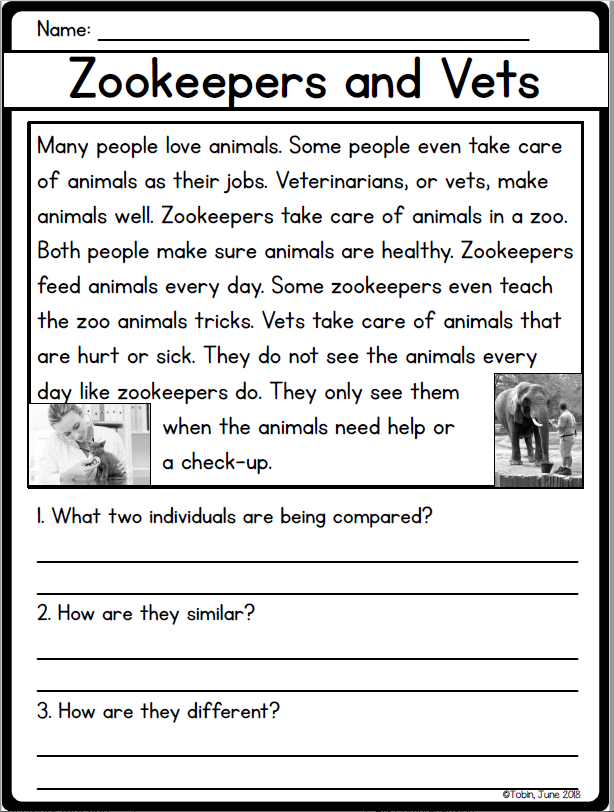 Name:
Zookeepers and Vets
Many people love animals. Some people even take care
of animals as their jobs. Veterinarians, or vets, make
animals well. Zookeepers take care of animals in a zoo.
Both people make sure animals are healthy. Zookeepers
feed animals every day. Some zookeepers even teach
the zoo animals tricks. Vets take care of animals that
are hurt or sick. They do not see the animals every
day like zookeepers do. They only see them
when the animals need help or
a check-up.
1. What two individuals are being compared?
2. How are they similar?
3. How are they different?
©Tobin, June 2018